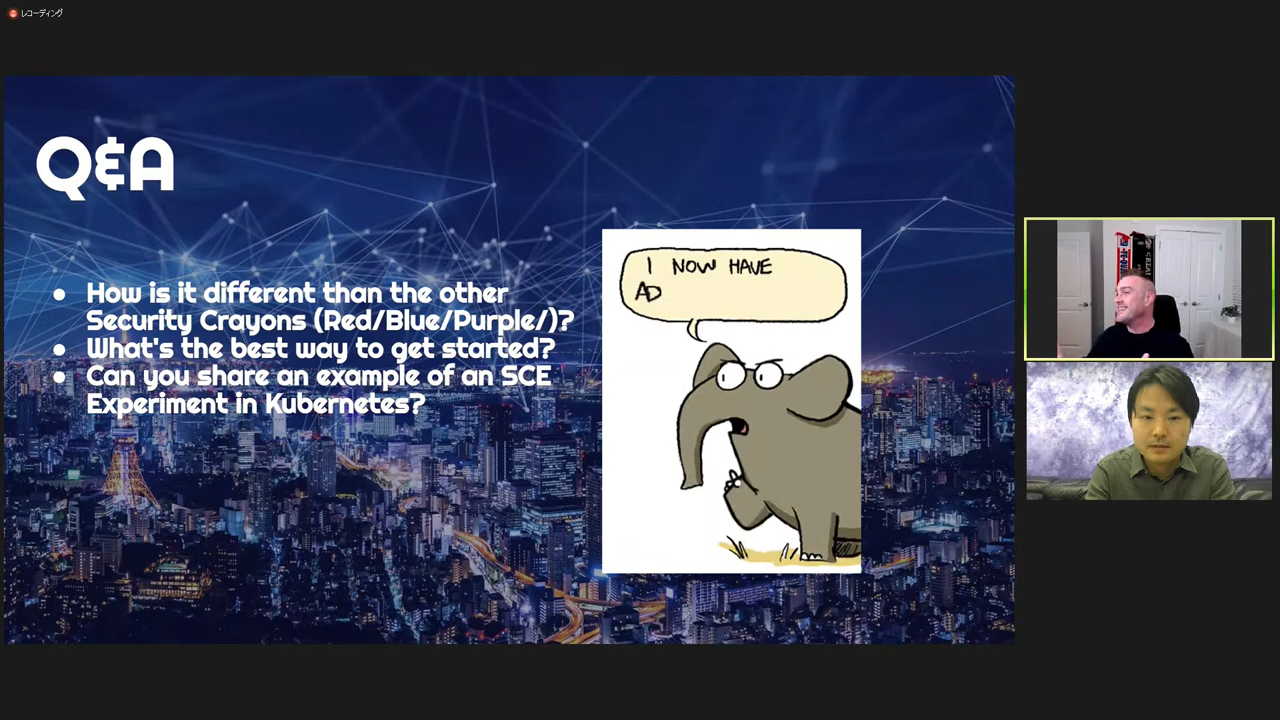 レコーディング
Q&A
● How is it different than the other
Security Crayons (Red/Blue/Purple/)?
● What's the best way to get started?
● Can you share an example of an SCE
Experiment in Kubernetes?
I NOW HAVE
AD